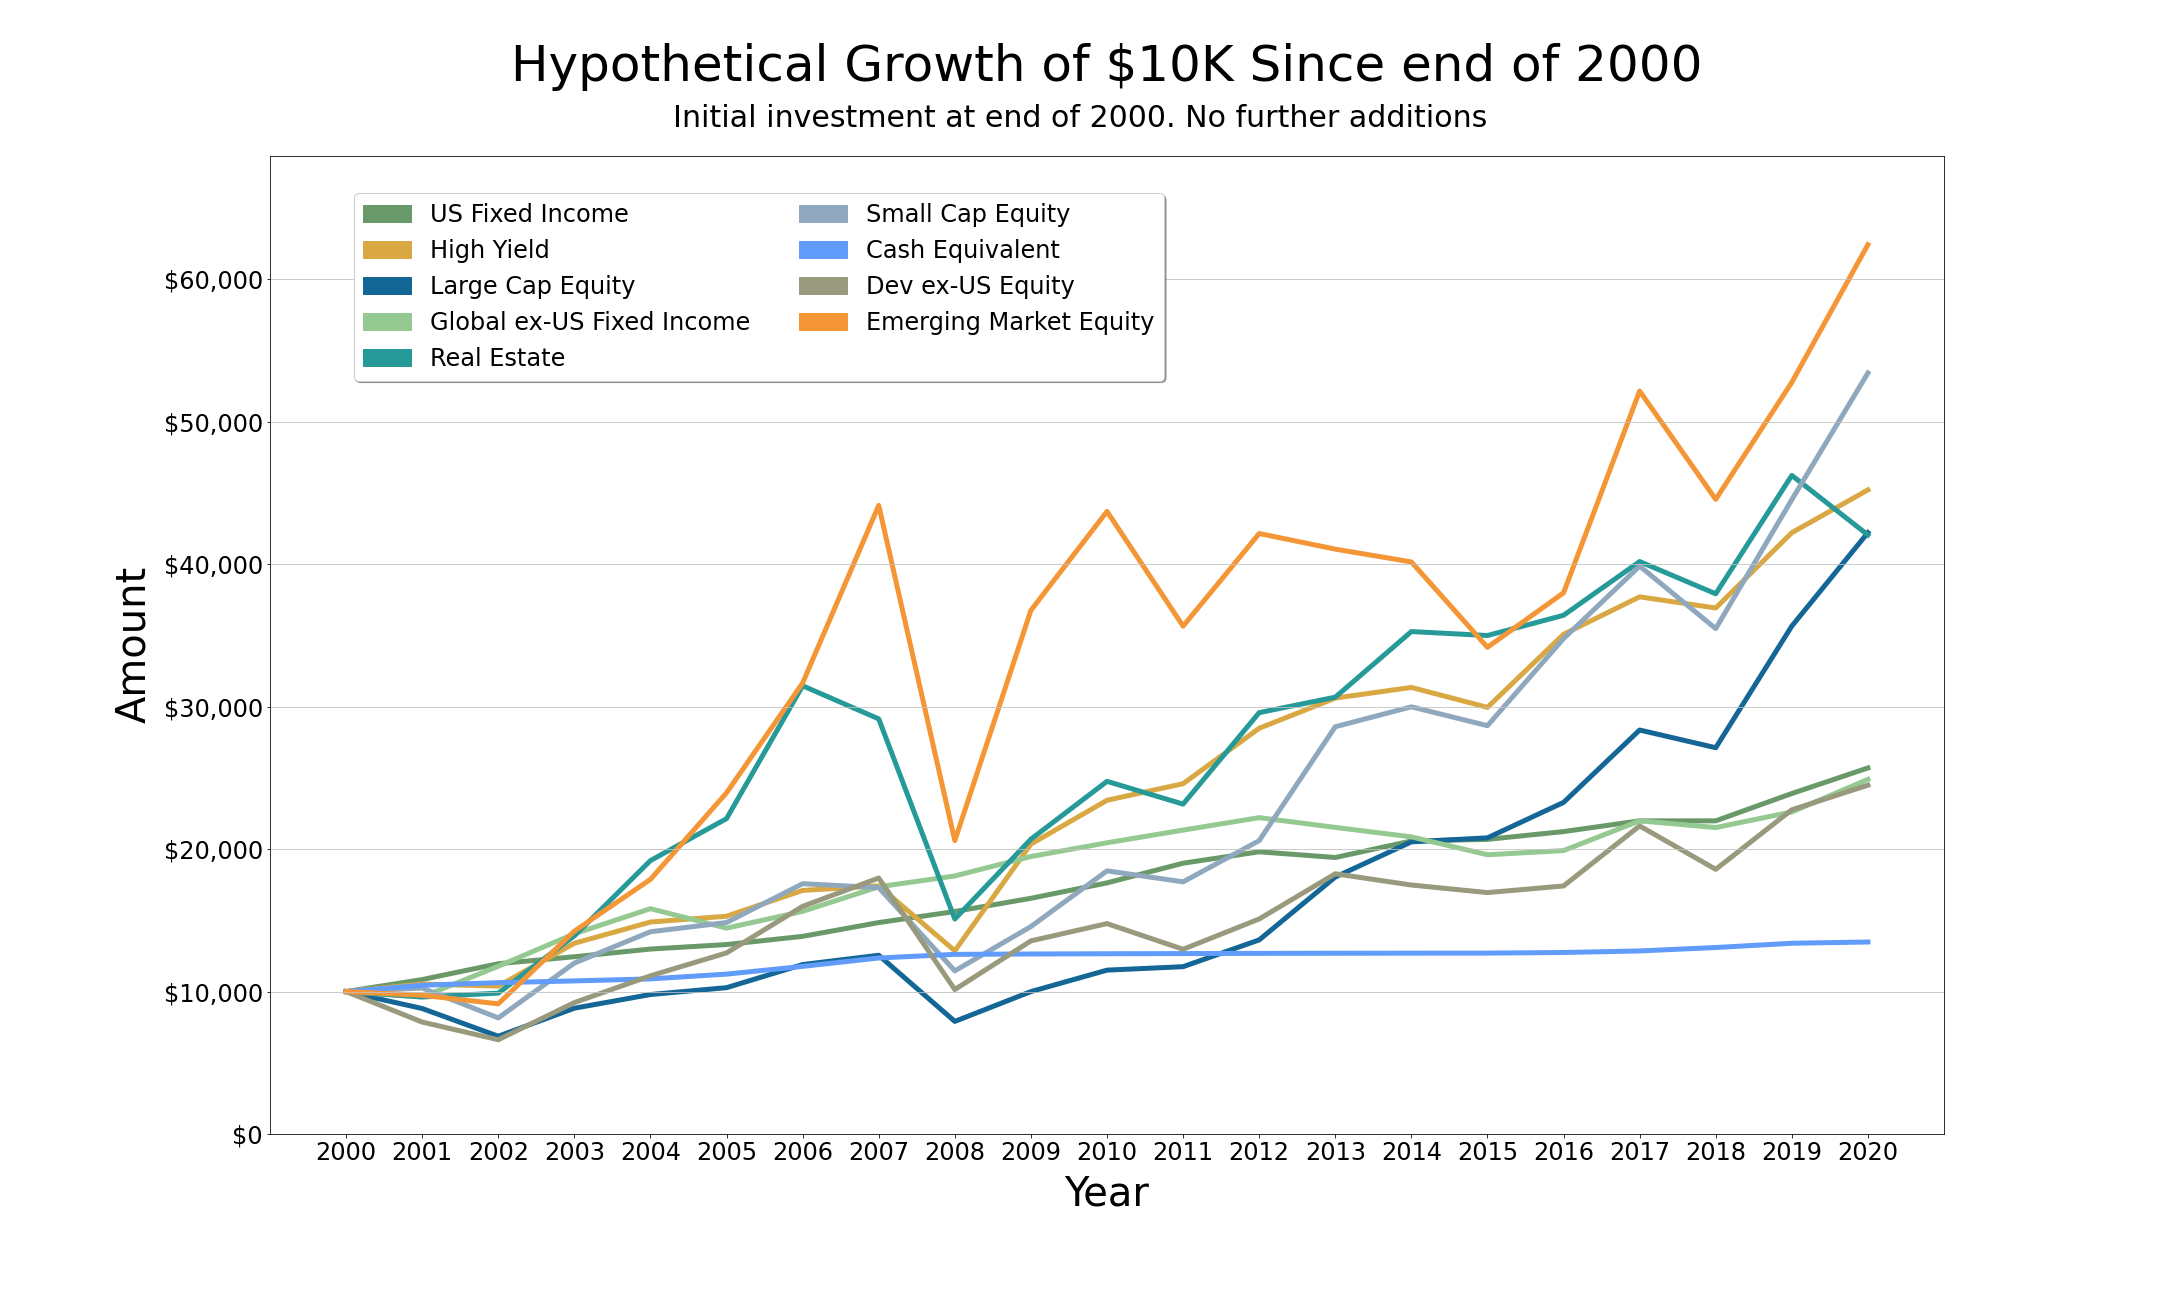 Hypothetical Growth of $10K Since end of 2000
Initial investment at end of 2000. No further additions
US Fixed Income
High Yield
Large Cap Equity
Global ex-US Fixed Income
Real Estate
Small Cap Equity
Cash Equivalent
Dev ex-US Equity
Emerging Market Equity
Amount
$60,000
$50,000
$40,000
$30,000
$20,000
$10,000
$0
2000 2001 2002 2003 2004 2005 2006 2007 2008 2009 2010 2011 2012 2013 2014 2015 2016 2017 2018 2019 2020
Year